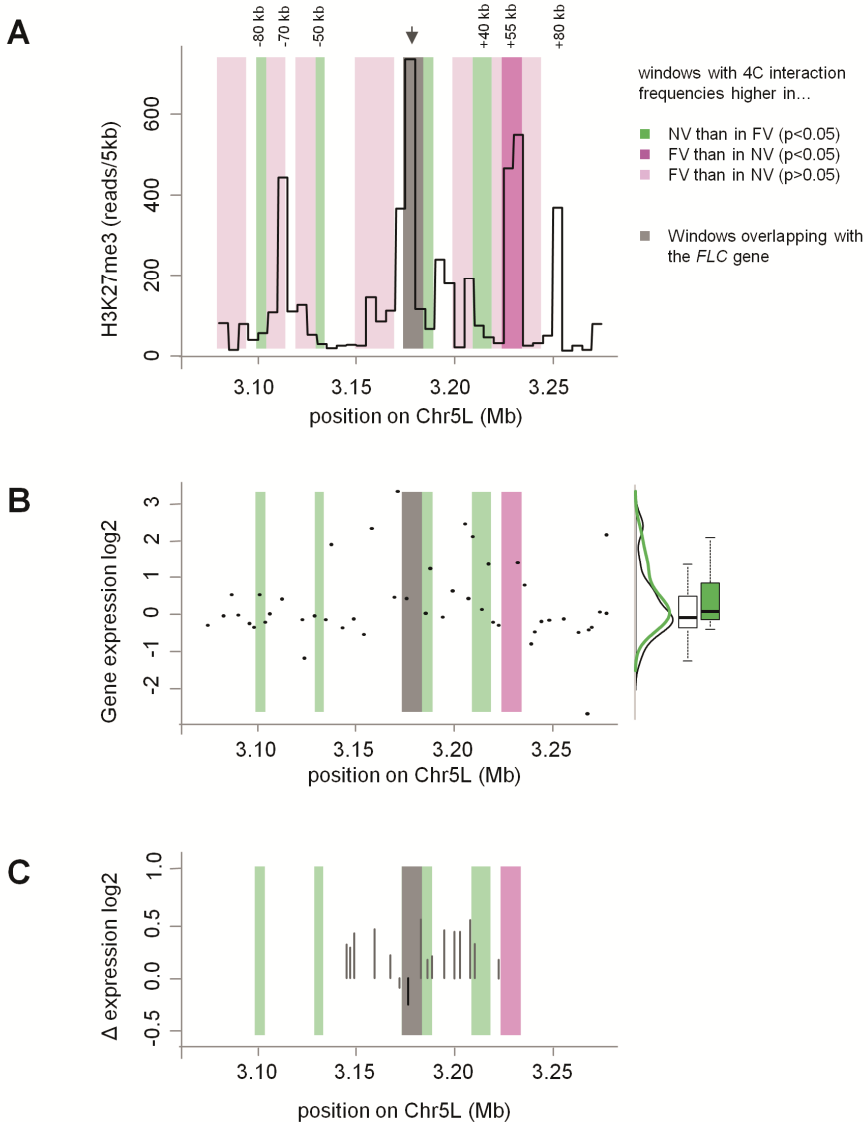 A
-80 kb
-70 kb
-50 kb
+40 kb
+55 kb
+80 kb
H3K27me3 (reads/5kb)
600
400
200
0
3.10 3.15 3.20 3.25
position on Chr5L (Mb)
windows with 4C interaction
frequencies higher in…
NV than in FV (p<0.05)
FV than in NV (p<0.05)
FV than in NV (p>0.05)
Windows overlapping with
the FLC gene
B
Gene expression log2
3
2
1
0
-1
-2
3.10 3.15 3.20 3.25
position on Chr5L (Mb)
C
Δ expression log2
1.0
0.5
0.0
-0.5
3.10 3.15 3.20 3.25
position on Chr5L (Mb)